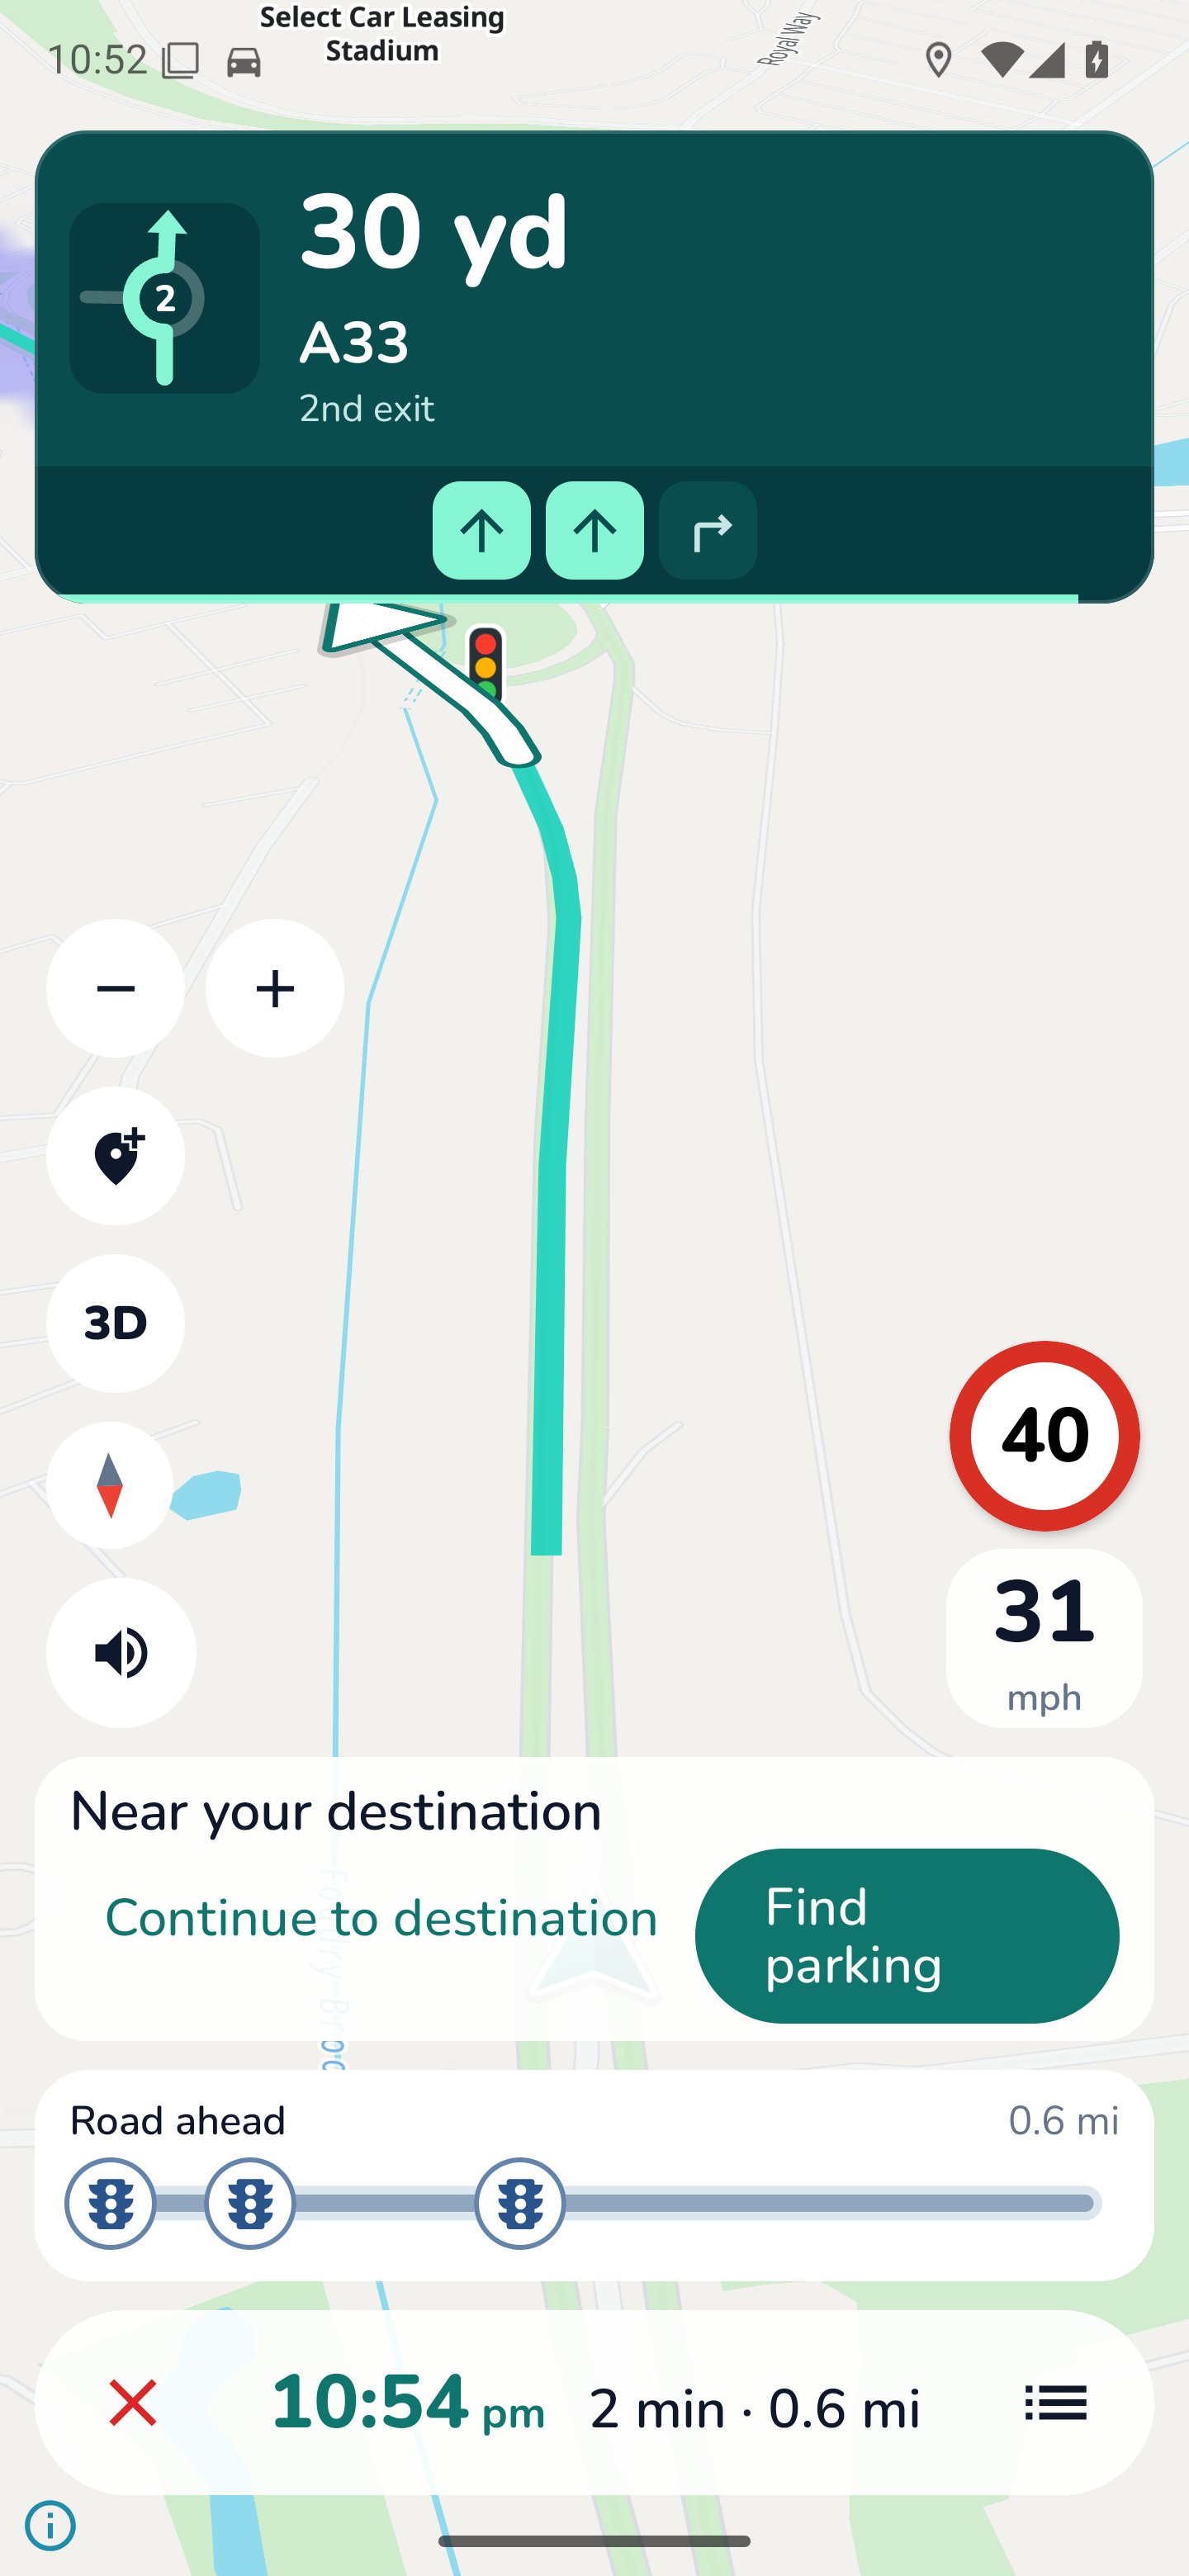 Select Car Leasing
Stadium
Royal Way
10:52
30 yd
2
A33
2nd exit
3D
40
31
mph
Near your destination
Continue to destination
Find
parking
Road ahead
0.6 mi
10:54 pm
2 min · 0.6 mi